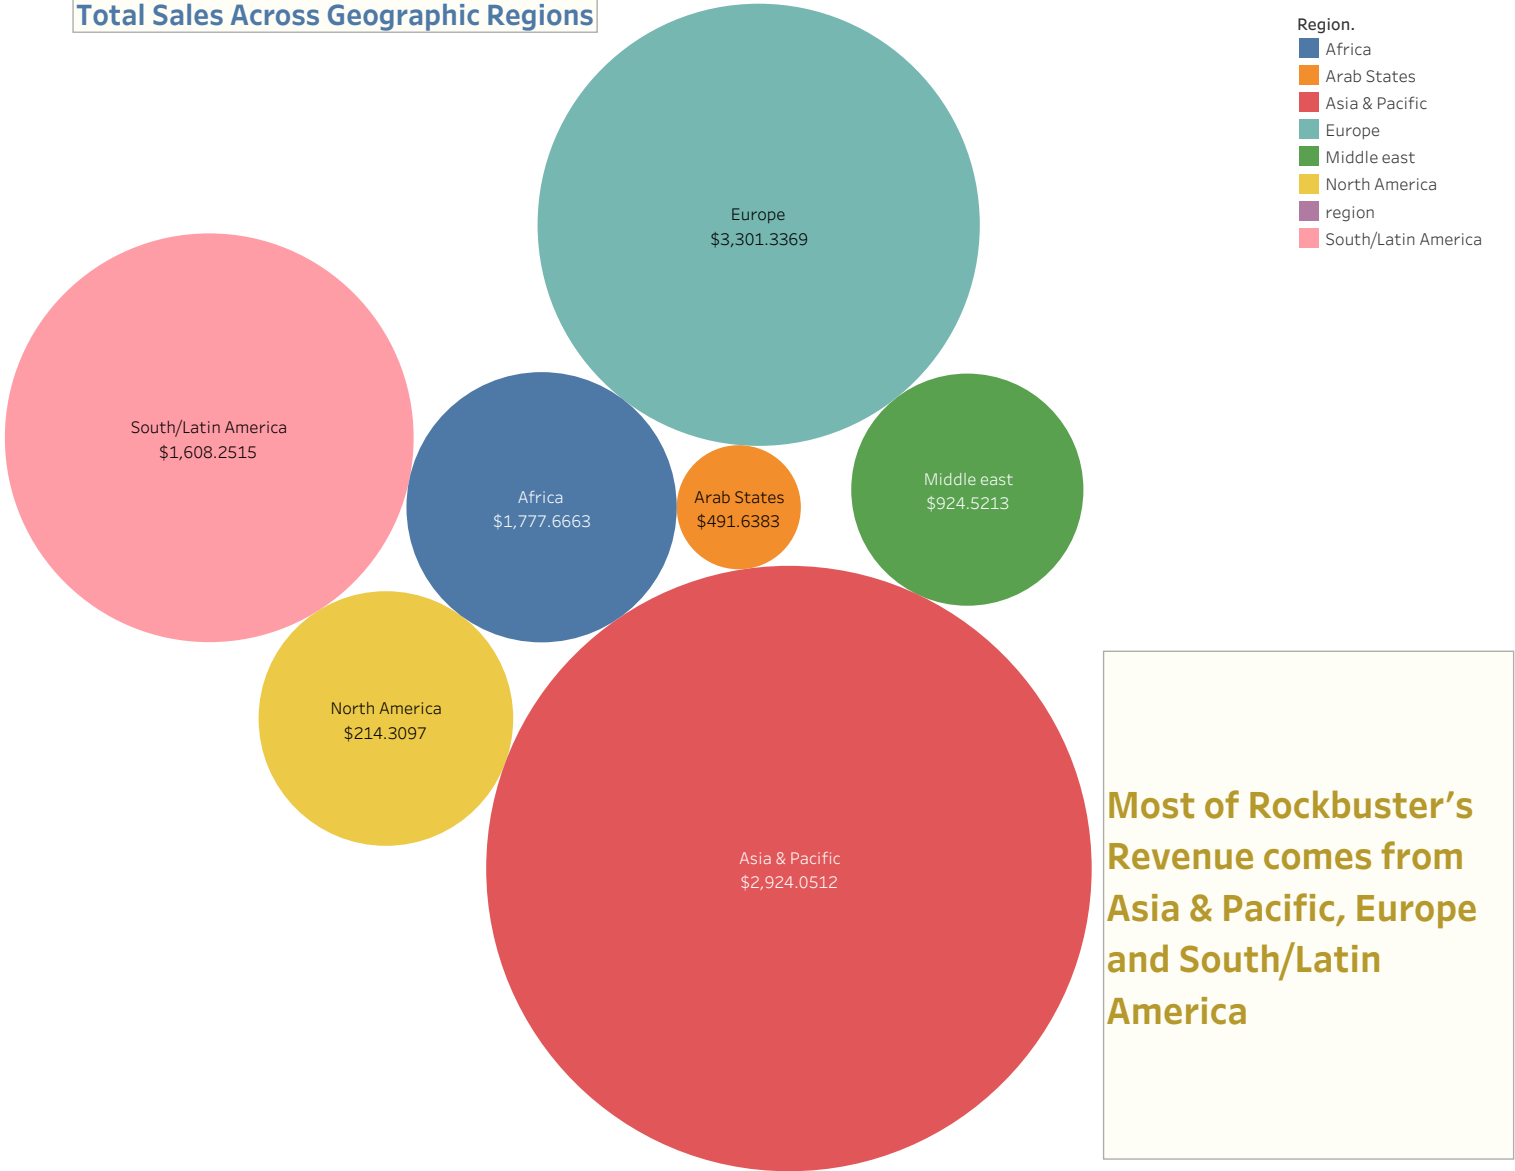 Total Sales Across Geographic Regions
Region.
Africa
Arab States
Asia & Pacific
Europe
Middle east
North America
region
South/Latin America
Europe
$3,301.3369
South/Latin America
$1,608.2515
Africa
$1,777.6663
Arab States
$491.6383
Middle east
$924.5213
North America
$214.3097
Asia & Pacific
$2,924.0512
Most of Rockbuster’s
Revenue comes from
Asia & Pacific, Europe
and South/Latin
America